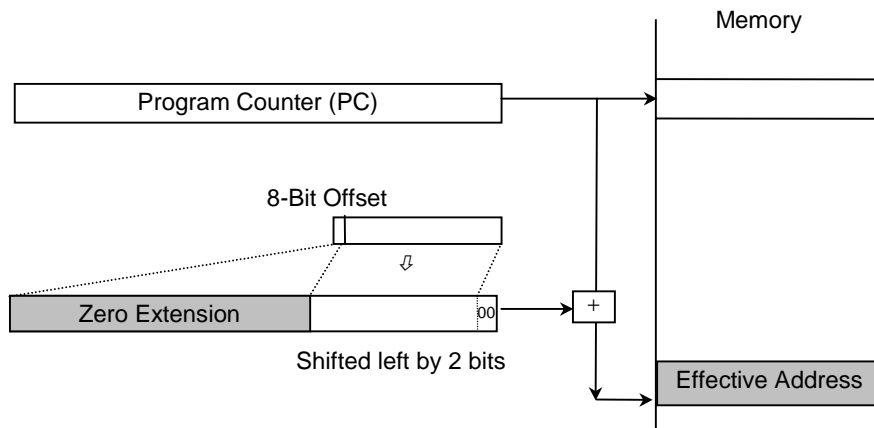 Memory
Program Counter (PC)
8-Bit Offset
Zero Extension
00
+
Shifted left by 2 bits
Effective Address